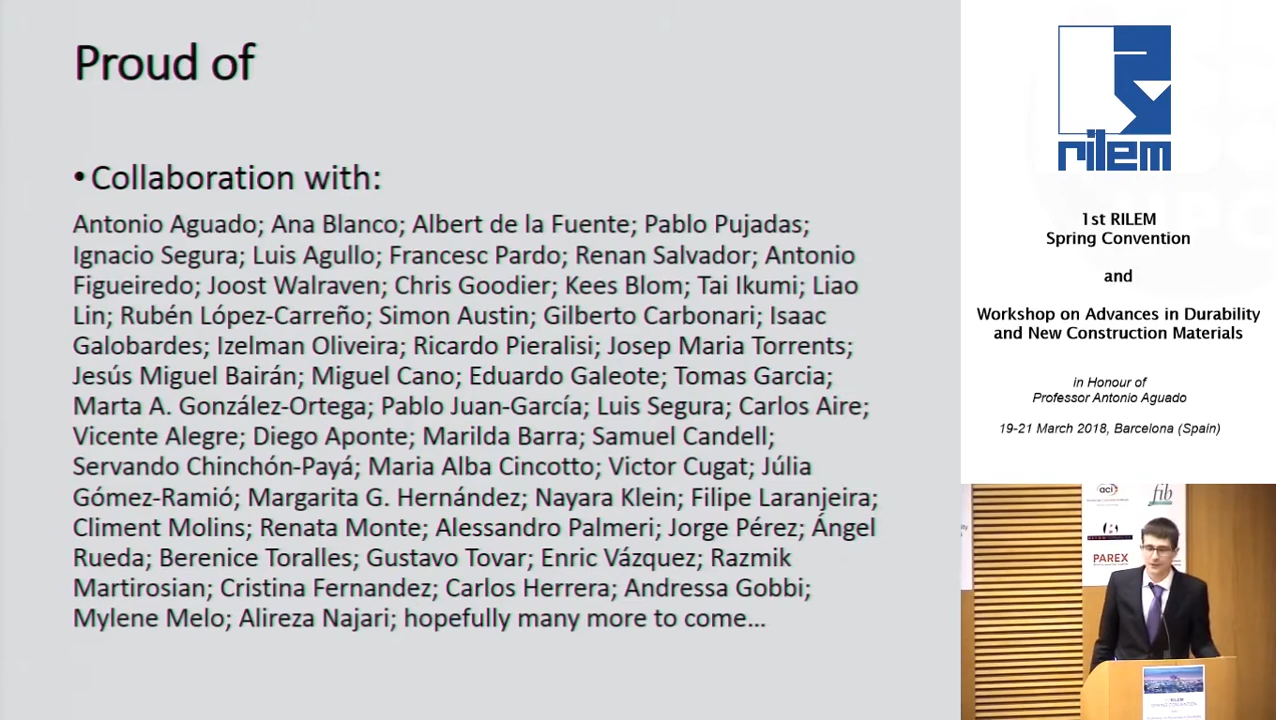 Proud of
• Collaboration with:
Antonio Aguado; Ana Blanco; Albert de la Fuente; Pablo Pujadas;
Ignacio Segura; Luis Agullo; Francesc Pardo; Renan Salvador; Antonio
Figueiredo; Joost Walraven; Chris Goodier; Kees Blom; Tai Ikumi; Liao
Lin; Rubén López-Carreño; Simon Austin; Gilberto Carbonari; Isaac
Galobardes; Izelman Oliveira; Ricardo Pieralisi; Josep Maria Torrents;
Jesús Miguel Bairán; Miguel Cano; Eduardo Galeote; Tomas Garcia;
Marta A. González-Ortega; Pablo Juan-García; Luis Segura; Carlos Aire;
Vicente Alegre; Diego Aponte; Marilda Barra; Samuel Candell;
Servando Chinchón-Payá; Maria Alba Cincotto; Victor Cugat; Júlia
Gómez-Ramió; Margarita G. Hernández; Nayara Klein; Filipe Laranjeira;
Climent Molins; Renata Monte; Alessandro Palmeri; Jorge Pérez; Ángel
Rueda; Berenice Toralles; Gustavo Tovar; Enric Vázquez; Razmik
Martirosian; Cristina Fernandez; Carlos Herrera; Andressa Gobbi;
Mylene Melo; Alireza Najari; hopefully many more to come...
rilem
1st RILEM
Spring Convention
and
Workshop on Advances in Durability
and New Construction Materials
in Honour of
Professor Antonio Aguado
19-21 March 2018, Barcelona (Spain)
aci
fib
PAREX